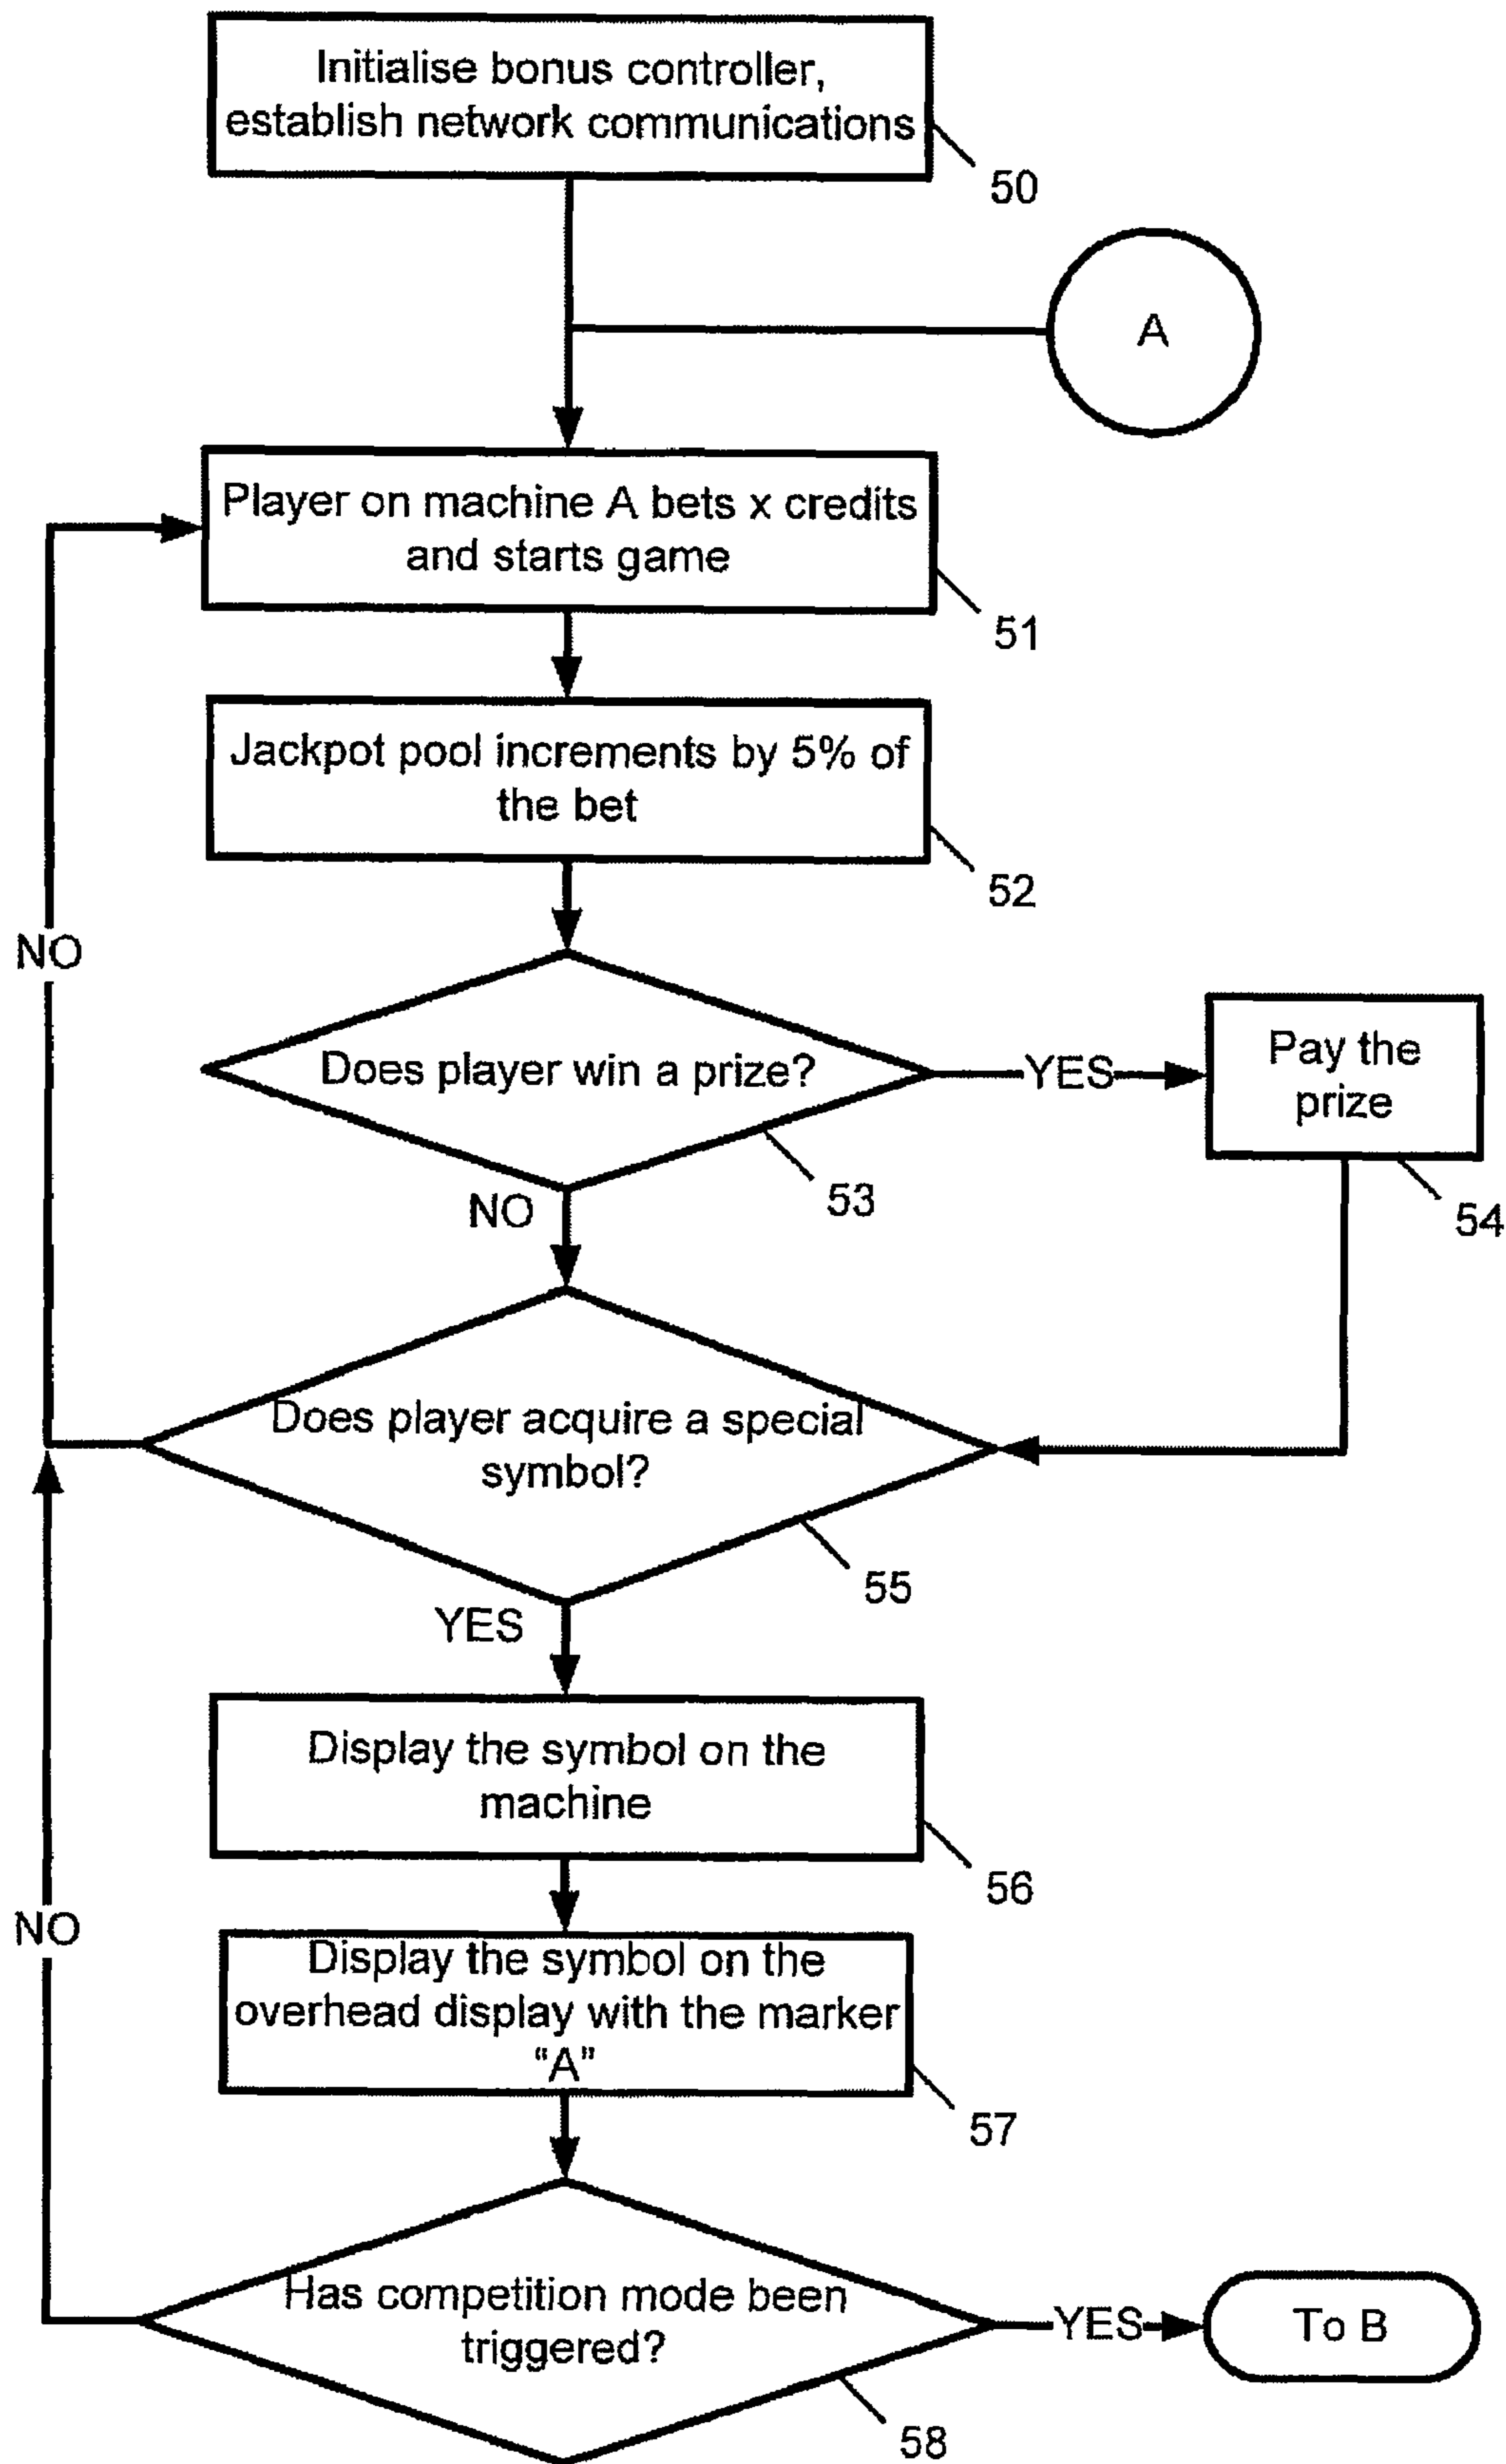 Initialise bonus controller,
establish network communications
50
A
Player on machine A bets x credits
and starts game
51
Jackpot pool increments by 5% of
the bet
52
NO
Does player win a prize?
YES
Pay the
prize
53
54
NO
Does player acquire a special
symbol?
55
YES
Display the symbol on the
machine
56
NO
Display the symbol on the
overhead display with the marker
“A”
57
Has competition mode been
triggered?
YES
To B
58